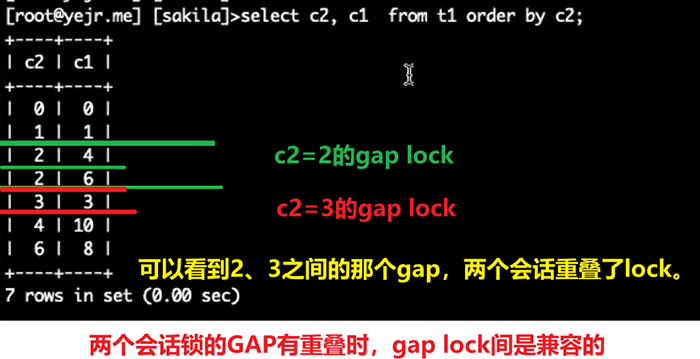 [root@yejr.me] [sakila]>select c2, c1  from t1 order by c2;
+----+----+
| c2 | c1 |
+----+----+
|  0 |  0 |
|  1 |  1 |
|  2 |  4 |
c2=2的gap lock
|  2 |  6 |
|  3 |  3 |
c2=3的gap lock
|  4 | 10 |
|  6 |  8 |
+----+----+
可以看到2、3之间的那个gap，两个会话重叠了lock。
7 rows in set (0.00 sec)
两个会话锁的GAP有重叠时，gap lock间是兼容的